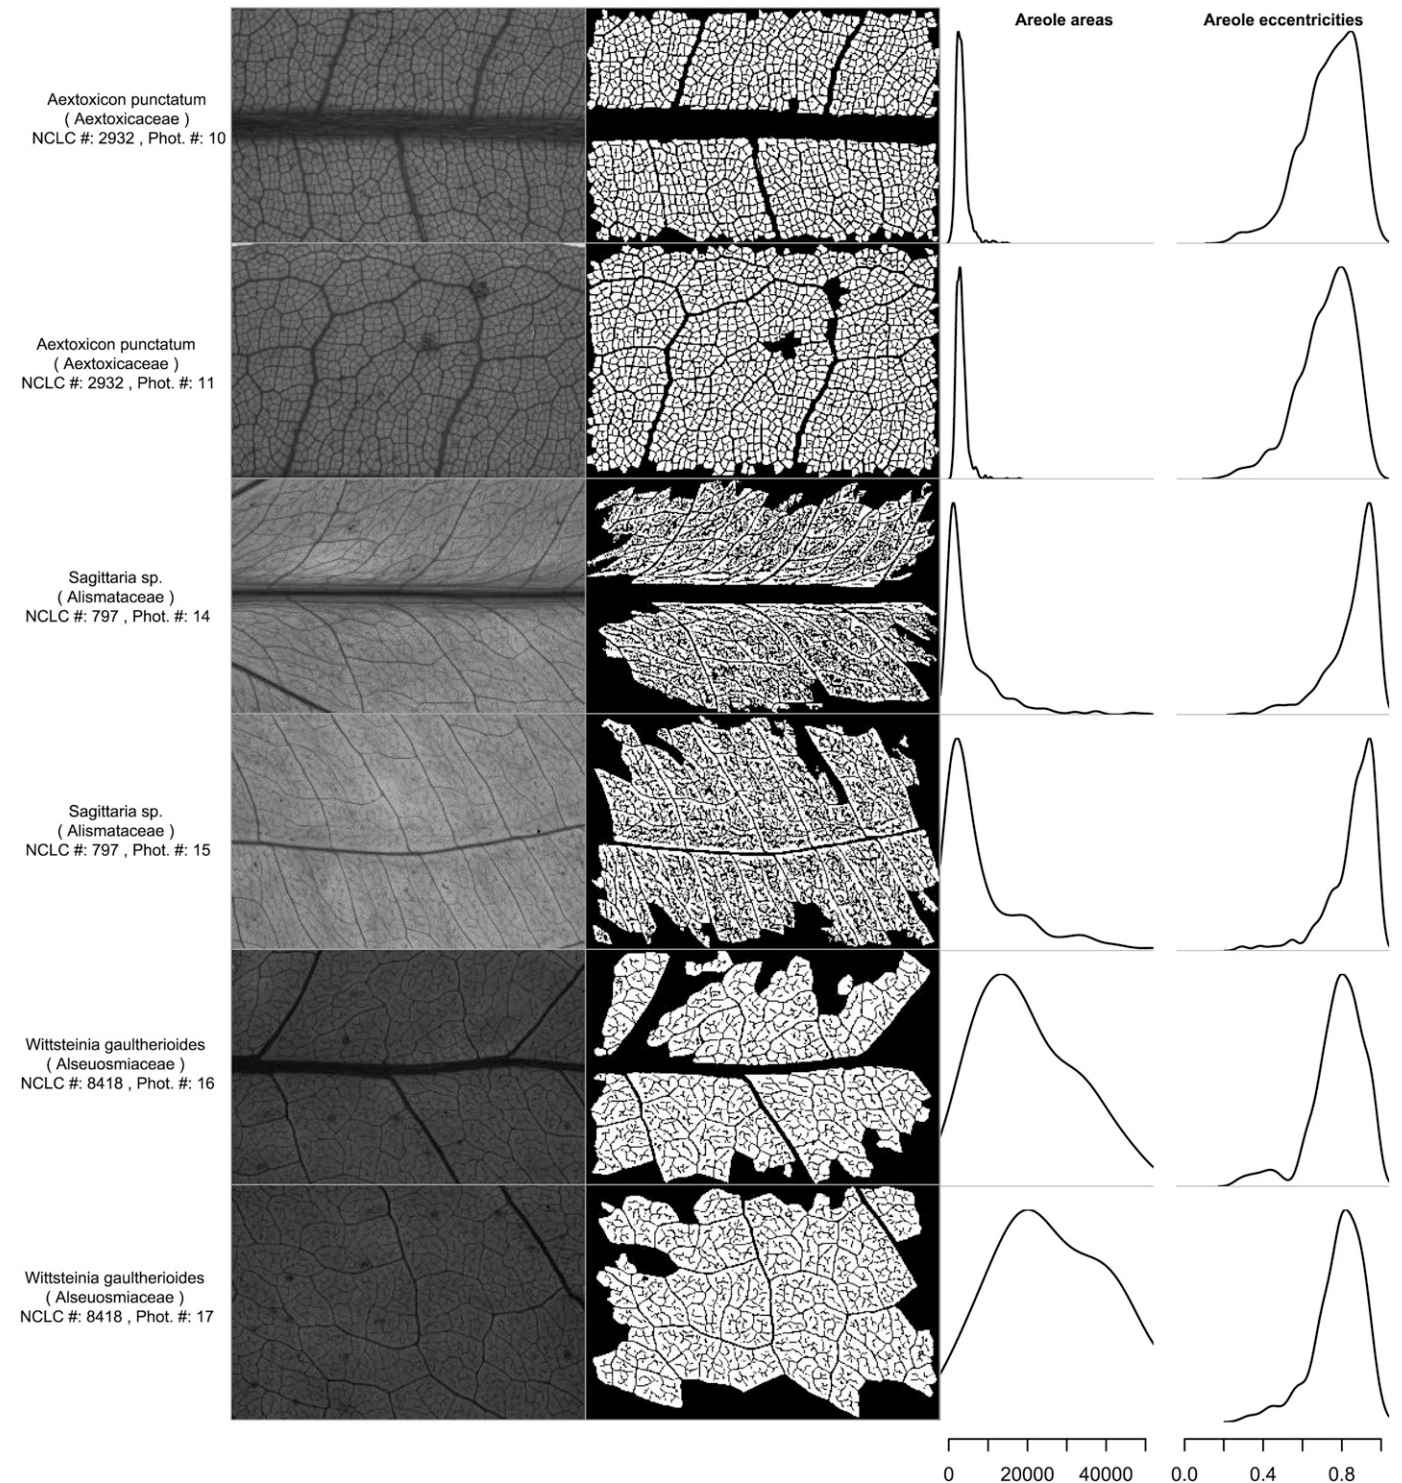 Areole areas
Areole eccentricities
Aextoxicon punctatum
( Aextoxicaceae )
NCLC #: 2932 , Phot. #: 10
Aextoxicon punctatum
( Aextoxicaceae )
NCLC #: 2932 , Phot. #: 11
Sagittaria sp.
( Alismataceae )
NCLC #: 797 , Phot. #: 14
Sagittaria sp.
( Alismataceae )
NCLC #: 797 , Phot. #: 15
Wittsteinia gaultherioides
( Alseuosmiaceae )
NCLC #: 8418 , Phot. #: 16
Wittsteinia gaultherioides
( Alseuosmiaceae )
NCLC #: 8418 , Phot. #: 17
0 20000 40000
0.0 0.4 0.8